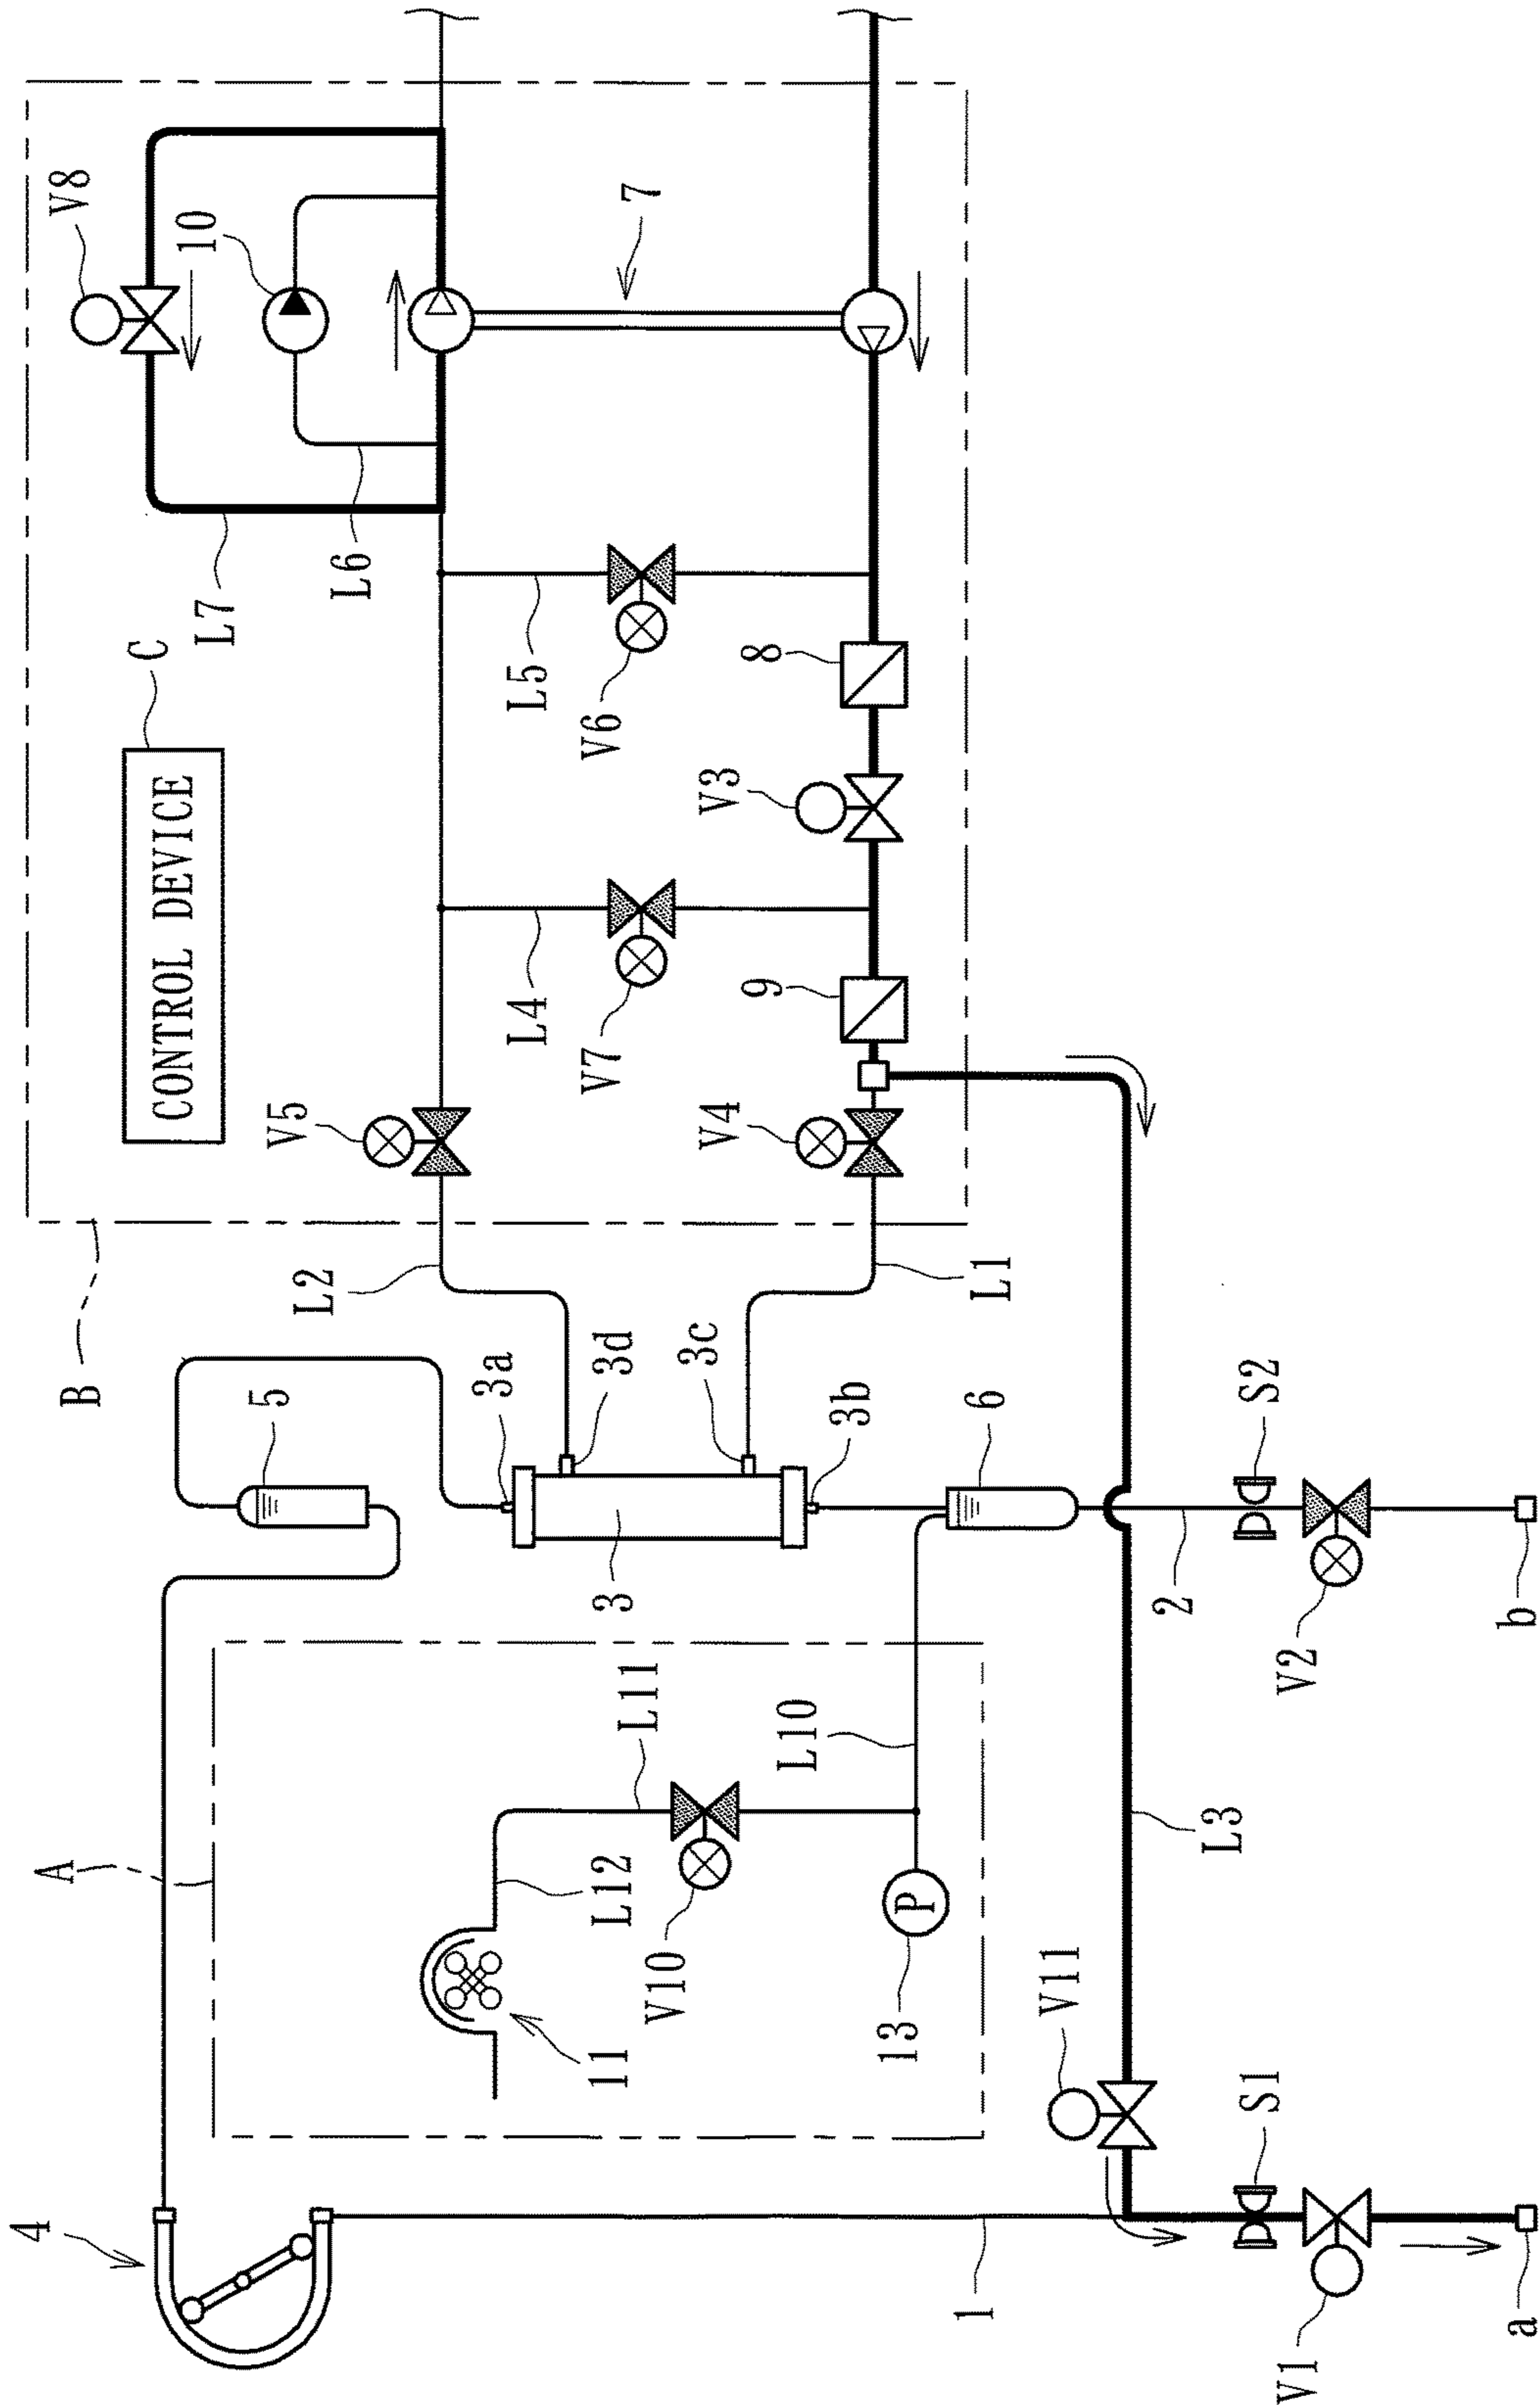 4
A
B
C
CONTROL DEVICE
V8
10
L7
L6
7
5
L2
V5
L5
V6
L4
V7
8
V3
9
V4
3a
3d
3c
3b
3
L1
6
11
L12
L11
V10
L10
13
P
1
V11
L3
2
S2
V2
b
S1
V1
a